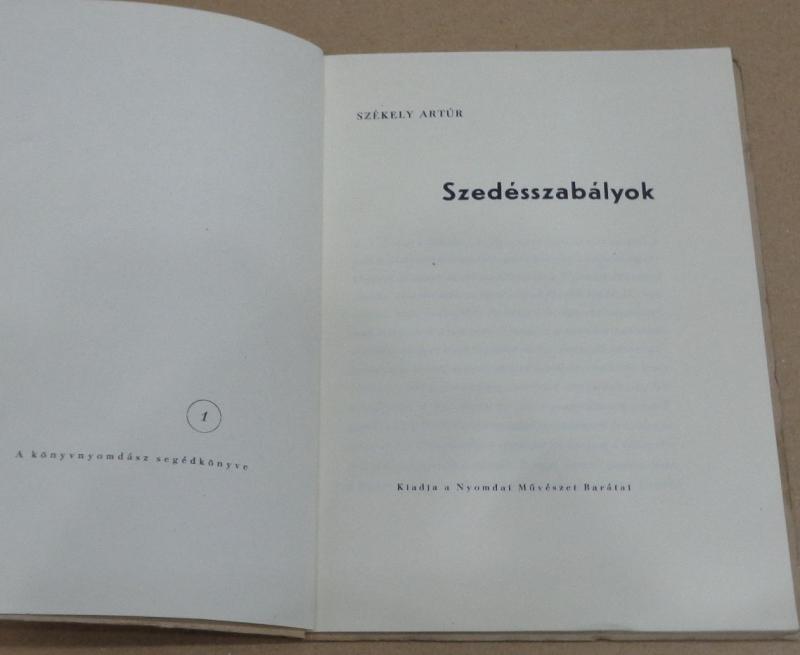 1
A könyvnyomdász segédkönyve
SZÉKELY ARTÚR
Szedésszabályok
Kiadja a Nyomdai Művészet Barátai